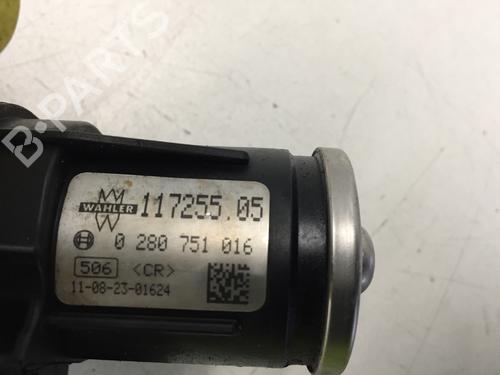 WAHLER 117255.05
0 280 751 016
506 <CR>
11-08-23-01624
B-PARTS